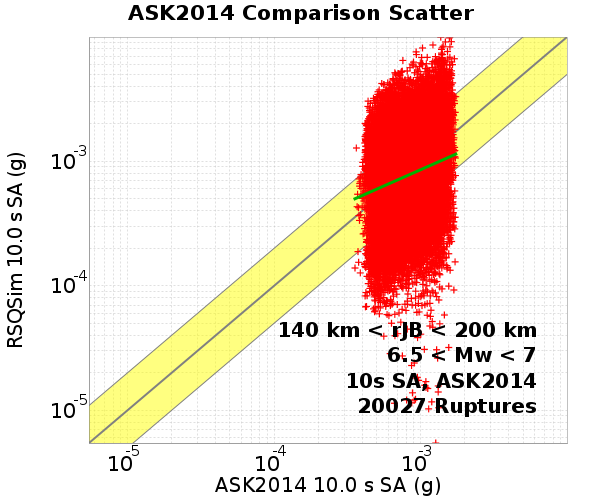 ASK2014 Comparison Scatter
RSQSim 10.0 s SA (g)
10-3
10-4
10-5
140 km < rJB < 200 km
6.5 < Mw < 7
10s SA, ASK2014
20027 Ruptures
10-5
10-4
10-3
ASK2014 10.0 s SA (g)